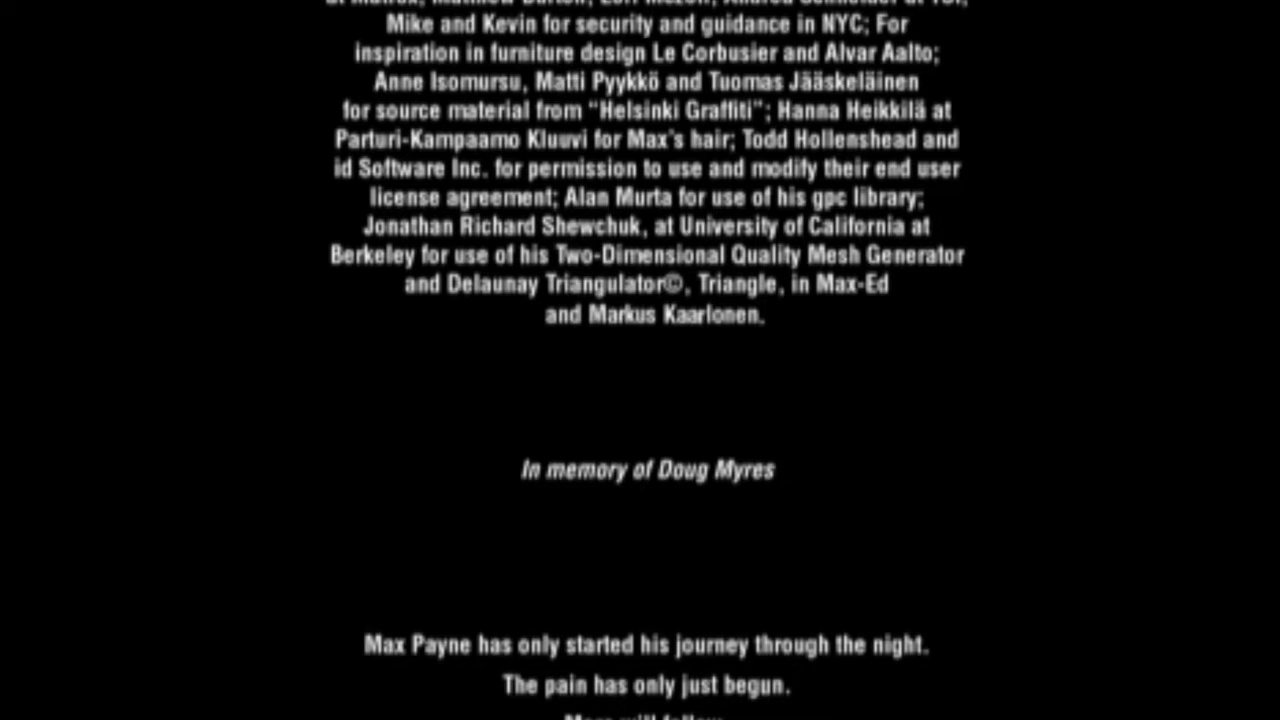 Mike and Kevin for security and guidance in NYC; For
inspiration in furniture design Le Corbusier and Alvar Aalto;
Anne Isomursu, Matti Pyykkö and Tuomas Jääskeläinen
for source material from "Helsinki Graffiti"; Hanna Heikkilä at
Parturi-Kampaamo Kluuvi for Max's hair; Todd Hollenshead and
id Software Inc. for permission to use and modify their end user
license agreement; Alan Murta for use of his gpc library;
Jonathan Richard Shewchuk, at University of California at
Berkeley for use of his Two-Dimensional Quality Mesh Generator
and Delaunay Triangulator©, Triangle, in Max-Ed
and Markus Kaarlonen.
In memory of Doug Myres
Max Payne has only started his journey through the night.
The pain has only just begun.